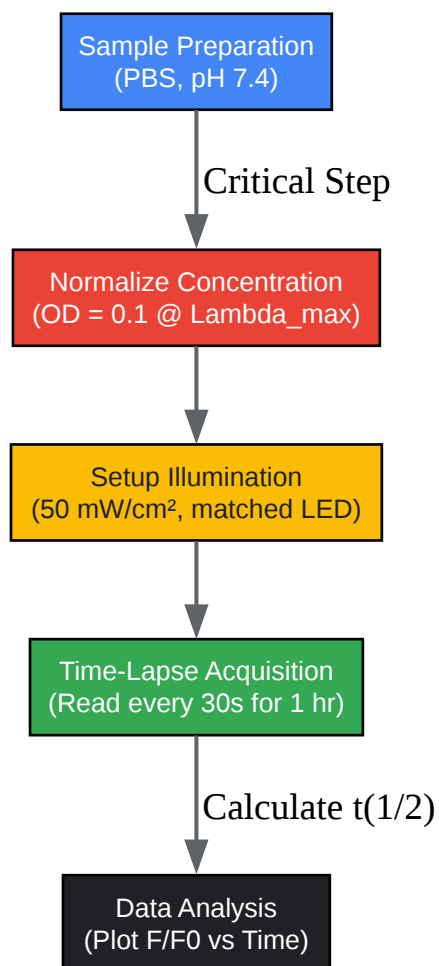 Sample Preparation
(PBS, pH 7.4)
Critical Step
Normalize Concentration
(OD = 0.1 @ Lambda_max)
Setup Illumination
(50 mW/cm², matched LED)
Time-Lapse Acquisition
(Read every 30s for 1 hr)
Calculate t(1/2)
Data Analysis
(Plot F/F0 vs Time)